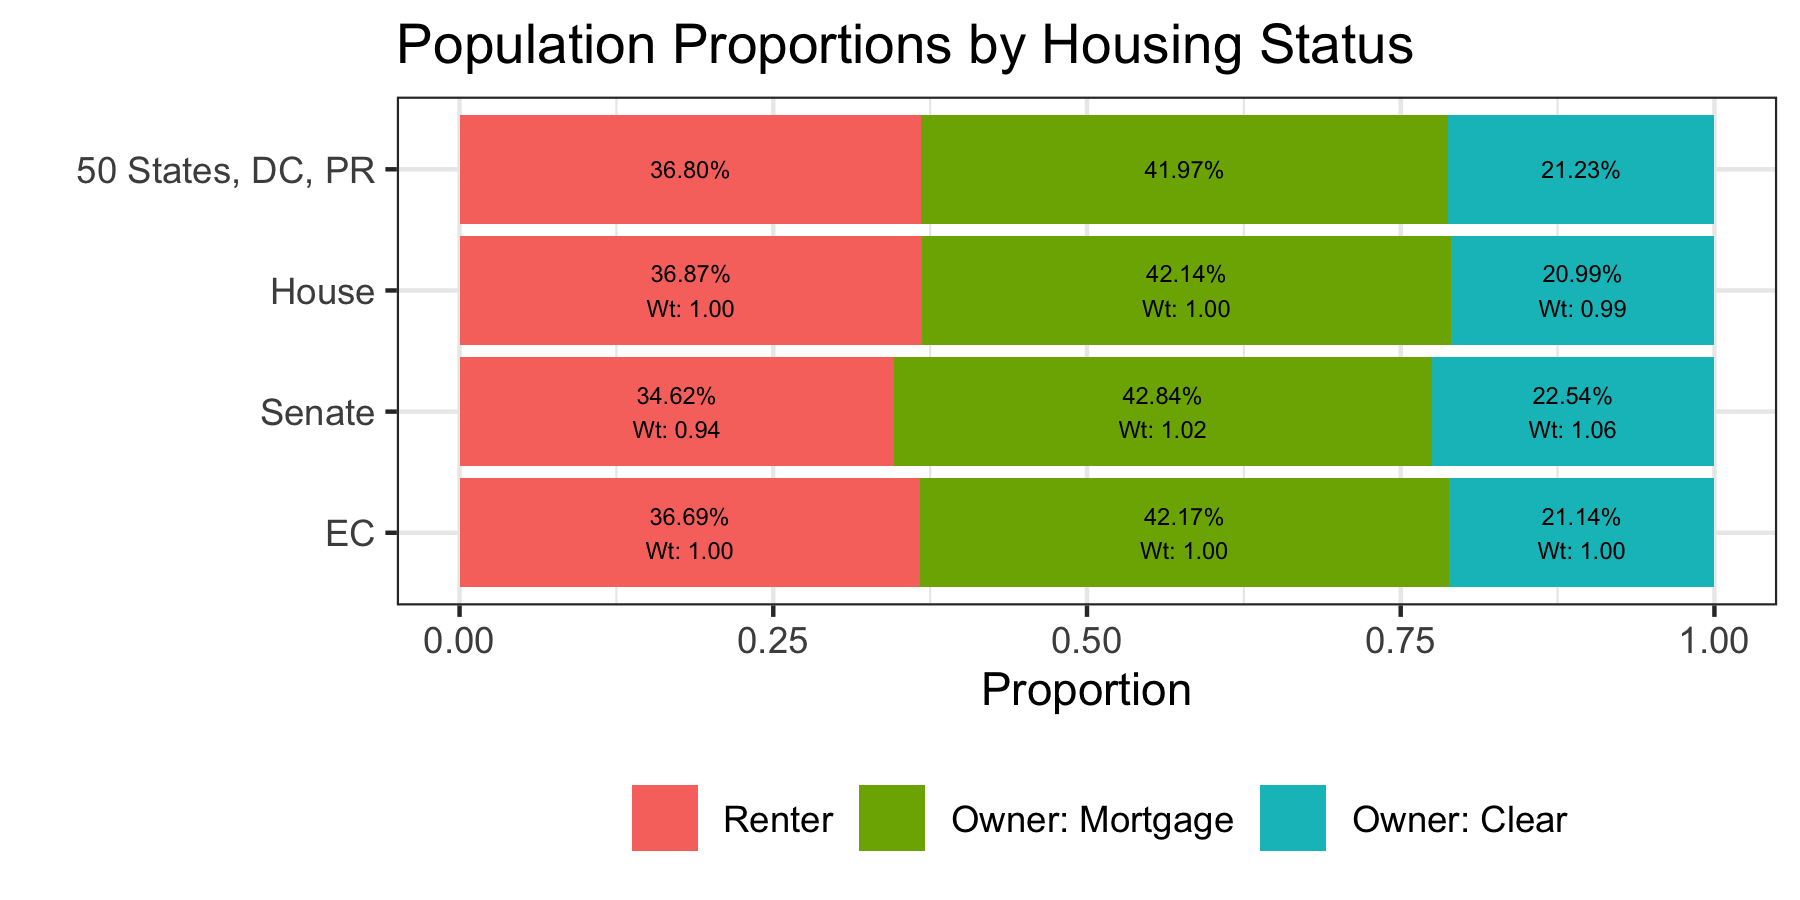 Population Proportions by Housing Status
50 States, DC, PR
36.80%
41.97%
21.23%
House
36.87%
Wt: 1.00
42.14%
Wt: 1.00
20.99%
Wt: 0.99
Senate
34.62%
Wt: 0.94
42.84%
Wt: 1.02
22.54%
Wt: 1.06
EC
36.69%
Wt: 1.00
42.17%
Wt: 1.00
21.14%
Wt: 1.00
0.00 0.25 0.50 0.75 1.00
Proportion
Renter Owner: Mortgage Owner: Clear